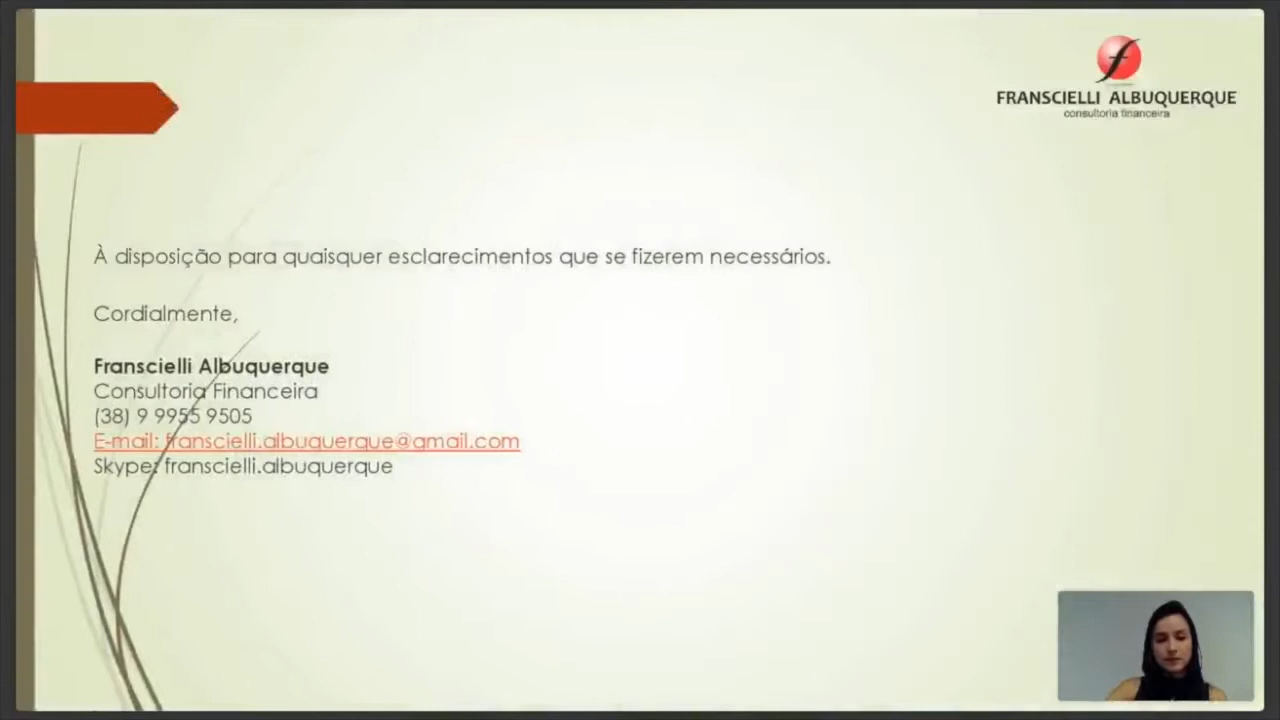 FRANSCIELLI ALBUQUERQUE
consultoria financeira
À disposição para quaisquer esclarecimentos que se fizerem necessários.
Cordialmente,
Franscielli Albuquerque
Consultoria Financeira
(38) 9 9955 9505
E-mail: franscielli.albuquerque@gmail.com
Skype: franscielli.albuquerque